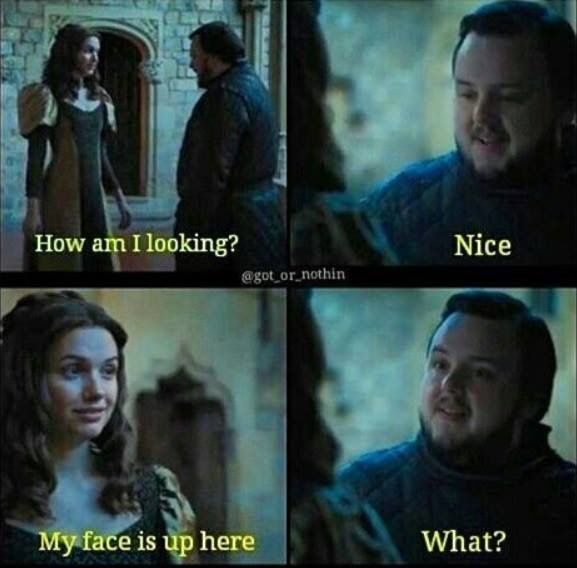 How am I looking?
Nice
@got_or_nothin
My face is up here
What?